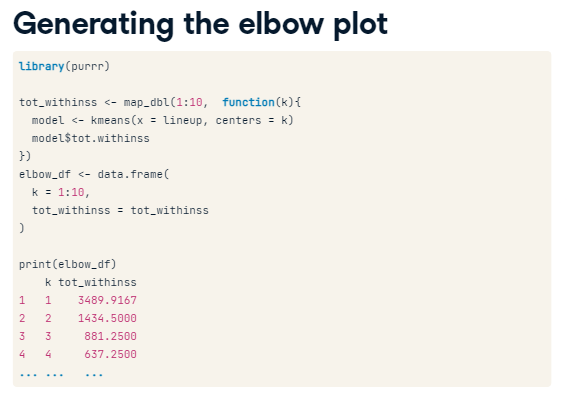 Generating the elbow plot
library(purrr)
tot_withinss <- map_dbl(1:10,  function(k){
  model <- kmeans(x = lineup, centers = k)
  model$tot.withinss
})
elbow_df <- data.frame(
  k = 1:10,
  tot_withinss = tot_withinss
)
print(elbow_df)
    k tot_withinss
1   1    3489.9167
2   2    1434.5000
3   3     881.2500
4   4     637.2500
... ...   ...